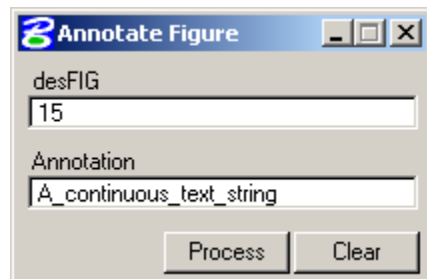 Annotate Figure
desFIG
15
Annotation
A_continuous_text_string
Process Clear